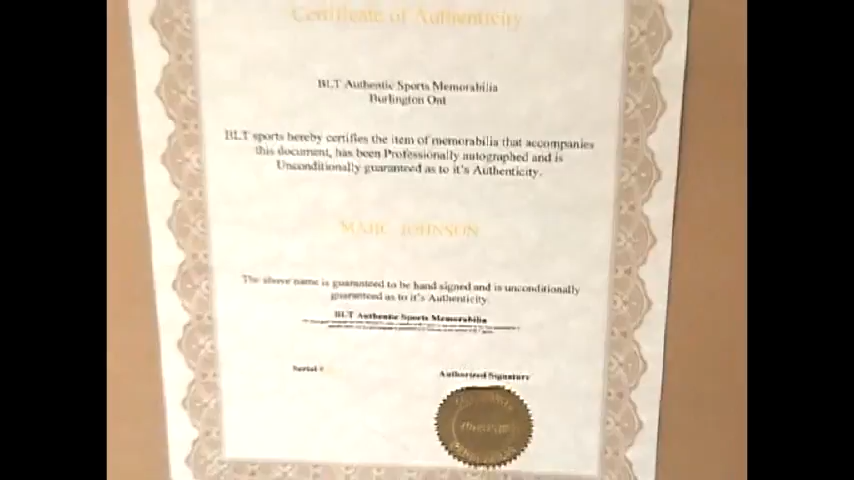 Certificate of Authenticity
BLT Authentic Sports Memorabilia
Burlington Ont
BLT sports hereby certifies the item of memorabilia that accompanies
this document, has been Professionally autographed and is
Unconditionally guaranteed as to it's Authenticity.
MAJIC JOHNSON
The above name is guaranteed to be hand signed and is unconditionally
guaranteed as to it's Authenticity.
BLT Authentic Sports Memorabilia
Serial #
Authorized Signature